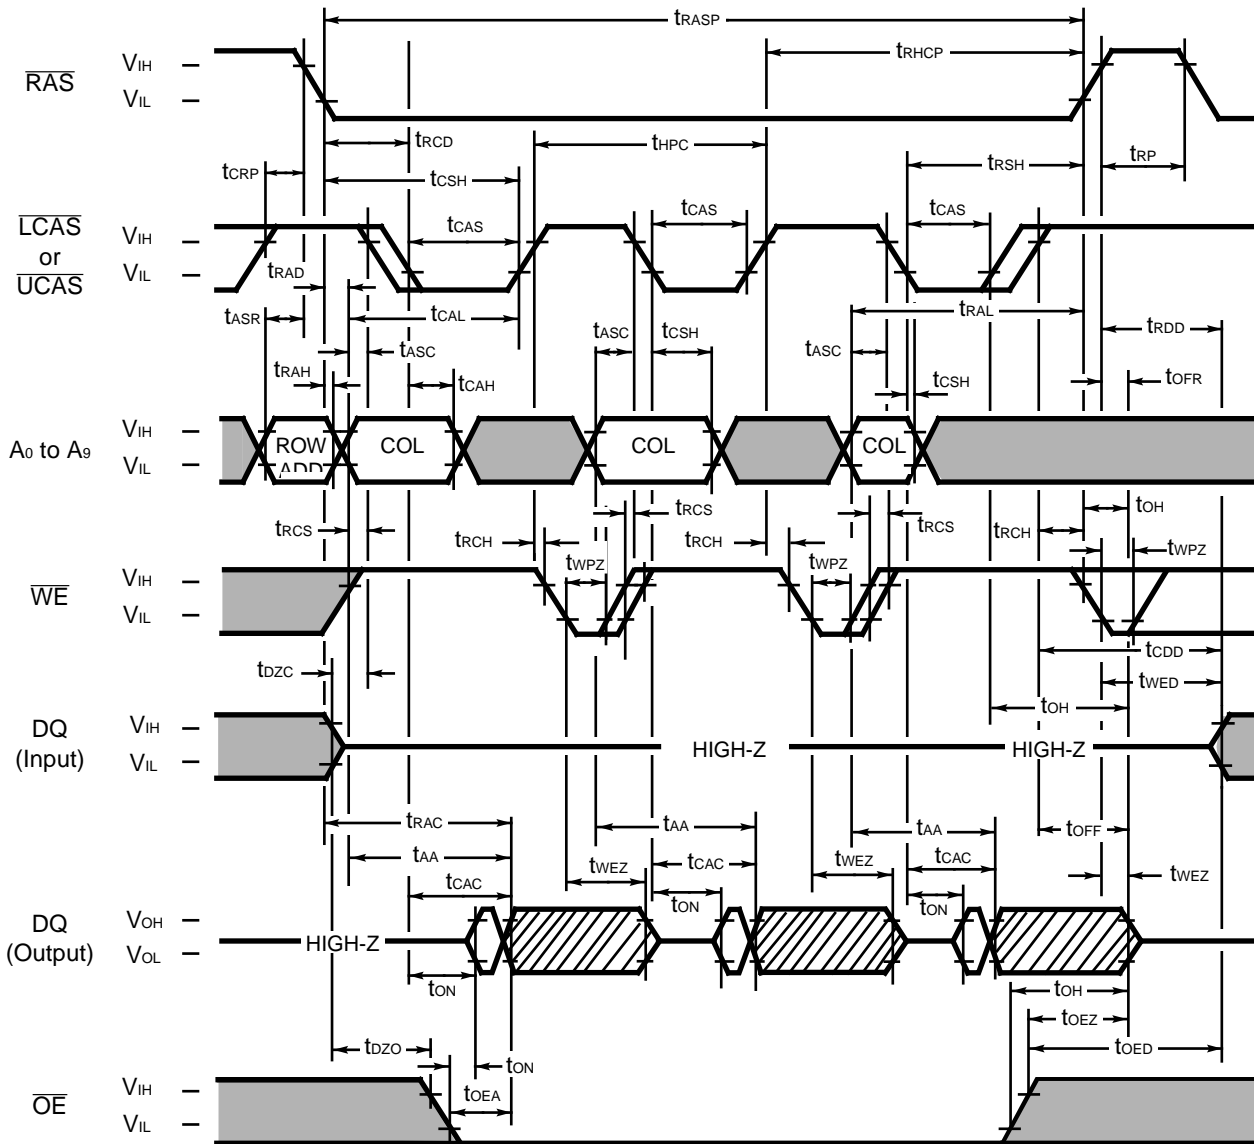 tRASP
tRHCP
RAS
VIH
VIL
tRCD
tHPC
tRSH
tRP
tCRP
tCSH
LCAS
or
UCAS
VIH
VIL
tCAS
tCAS
tCAS
tRAD
tASR
tCAL
tRAL
tRDD
tASC
tASC
tCSH
tASC
tRAH
tCAH
tCSH
tOFR
A0 to A9
VIH
VIL
ROW
ADD
COL
COL
COL
tRCS
tRCS
tRCS
tOH
tRCH
tRCH
tRCH
tWPZ
tWPZ
tWPZ
WE
VIH
VIL
tCDD
tDZC
tWED
tOH
DQ
(Input)
VIH
VIL
HIGH-Z
HIGH-Z
tRAC
tAA
tAA
tOFF
tAA
tWEZ
tCAC
tWEZ
tCAC
tWEZ
tCAC
tON
tON
DQ
(Output)
VOH
VOL
HIGH-Z
tON
tOH
tOEZ
tDZO
tON
tOED
tOEA
OE
VIH
VIL